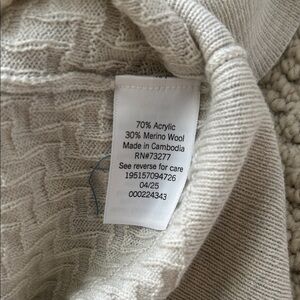 70% Acrylic
30% Merino Wool
Made in Cambodia
RN#73277
See reverse for care
195157094726
04/25
000224343